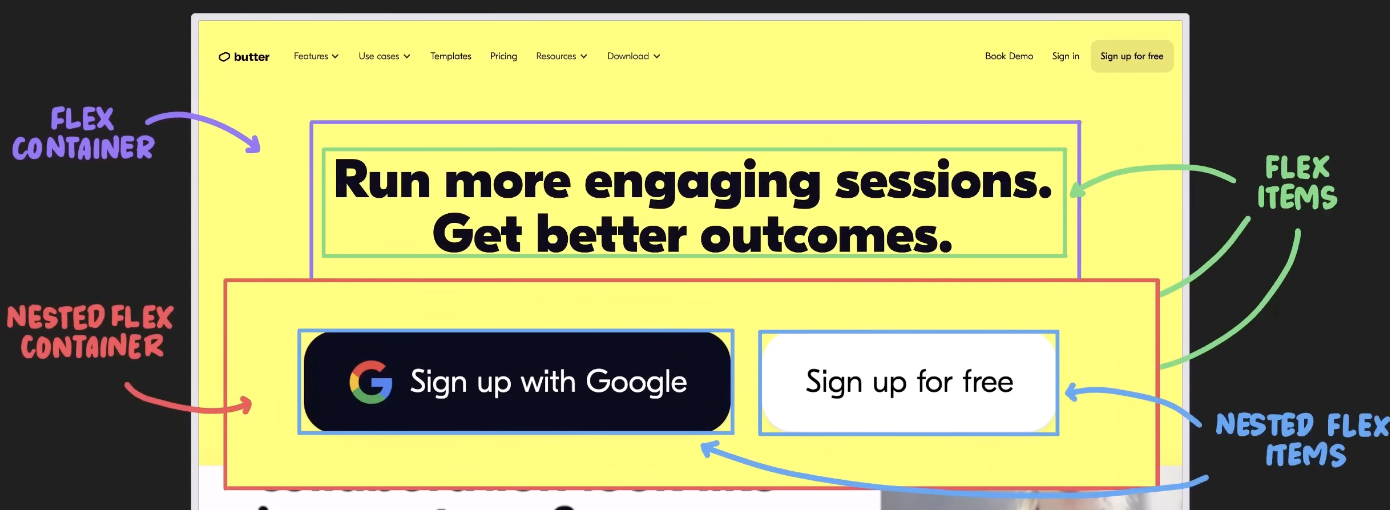 butter Features Use cases Templates Pricing Resources Download Book Demo Sign in Sign up for free
FLEX
CONTAINER
Run more engaging sessions.
Get better outcomes.
FLEX
ITEMS
NESTED FLEX
CONTAINER
Sign up with Google
Sign up for free
NESTED FLEX
ITEMS